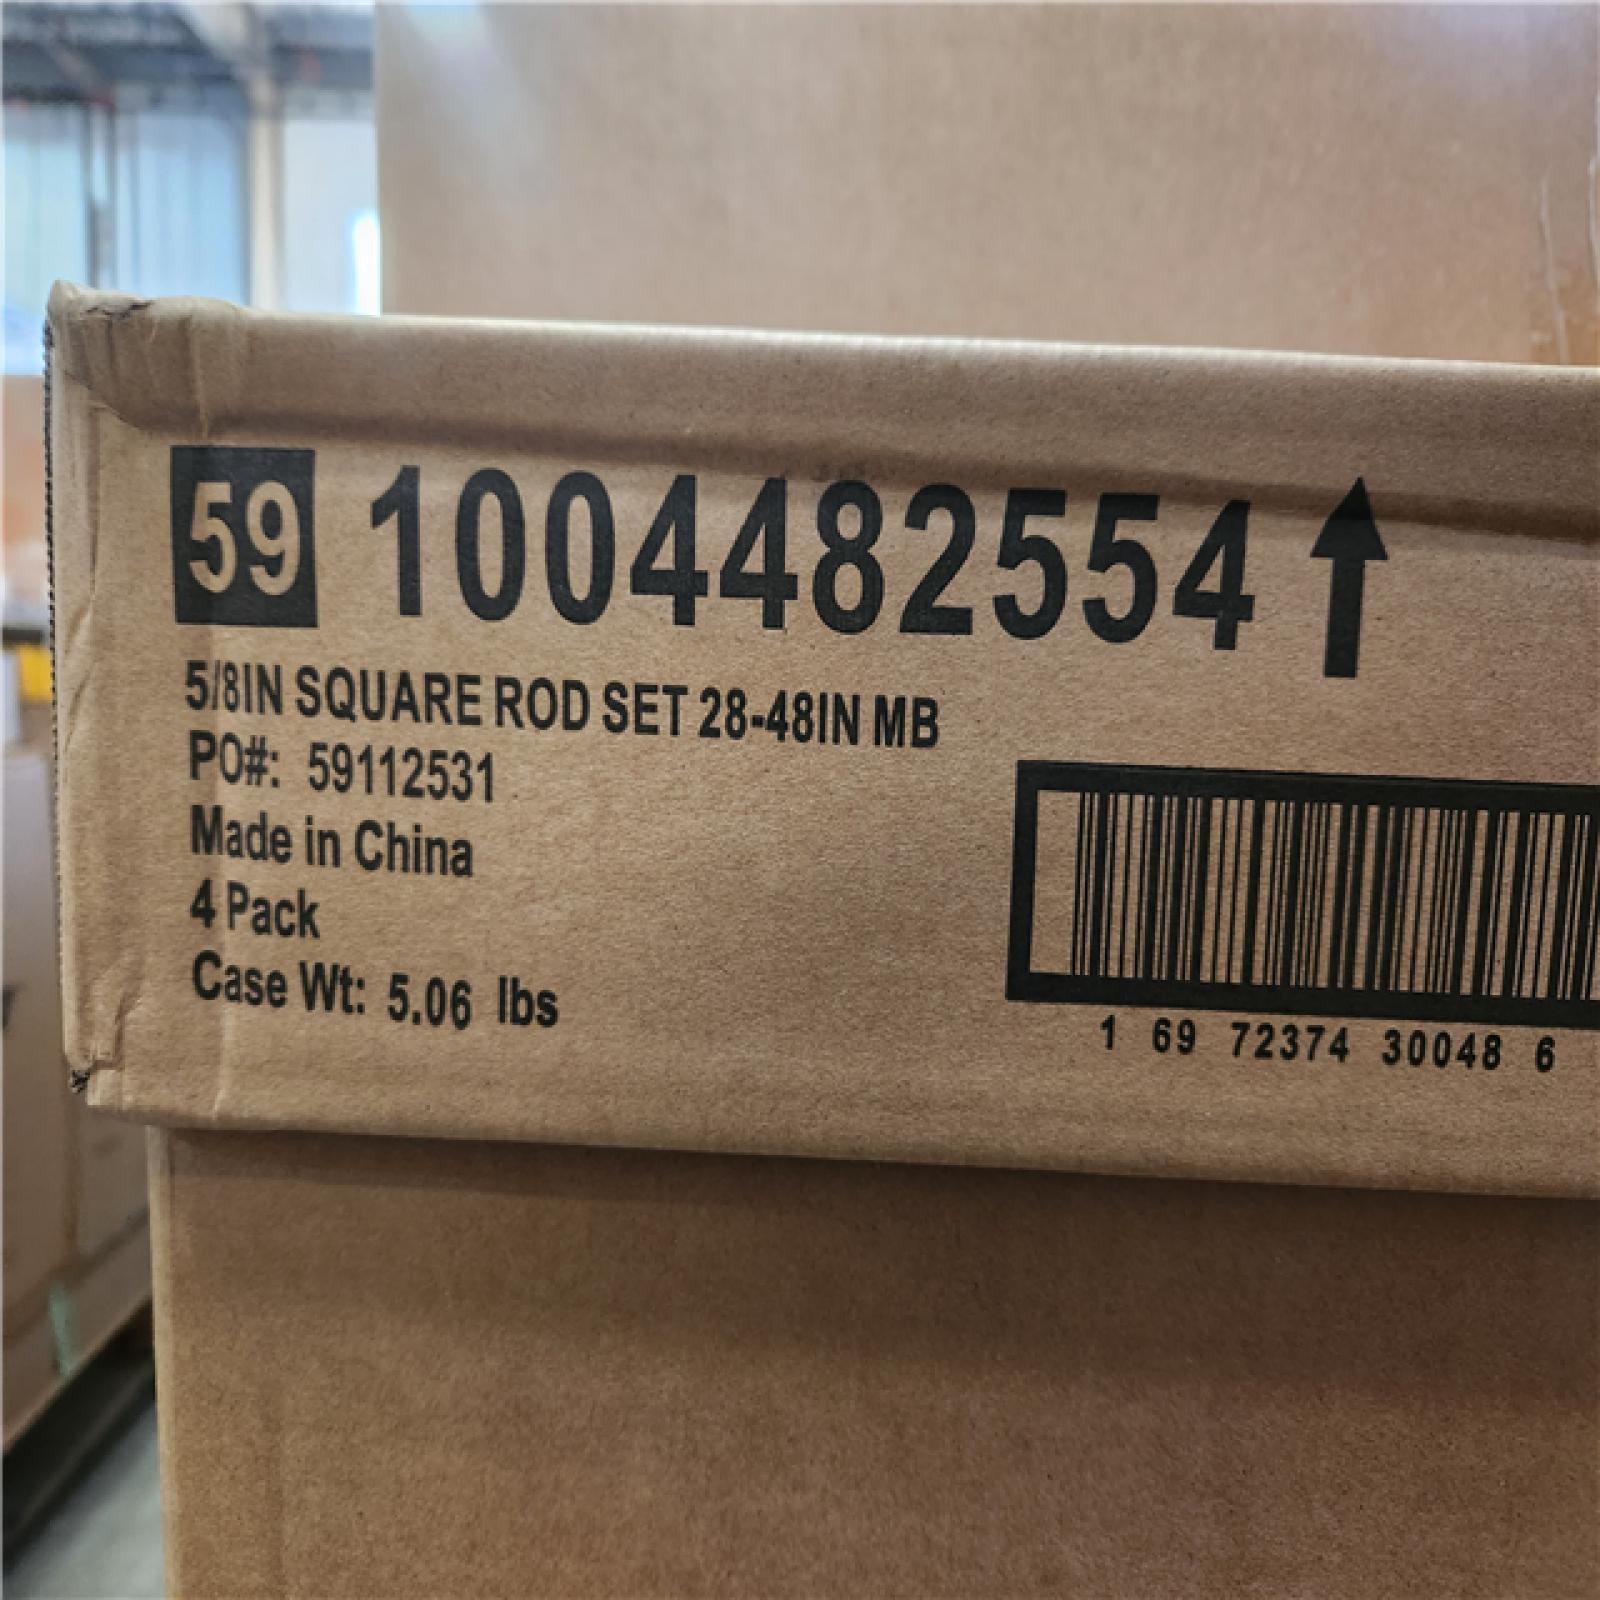 59 1004482554
5/8IN SQUARE ROD SET 28-48IN MB
PO#: 59112531
Made in China
4 Pack
Case Wt: 5.06 lbs
1 69 72374 30048 6